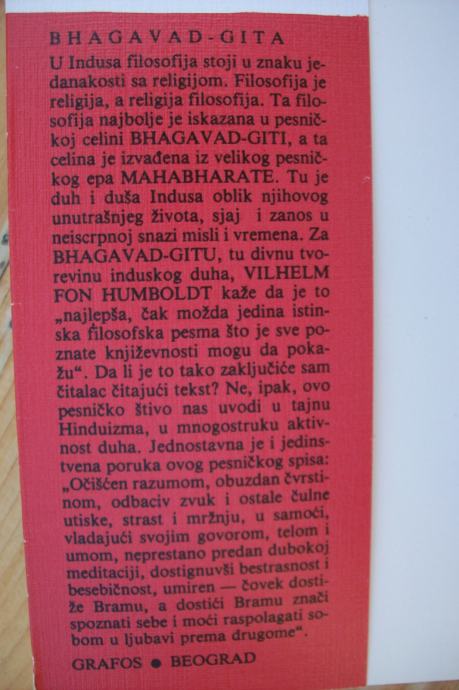 BHAGAVAD-GITA
U Indusa filosofija stoji u znaku je-
danakosti sa religijom. Filosofija je
religija, a religija filosofija. Ta filo-
sofija najbolje je iskazana u pesnič-
koj celini BHAGAVAD-GITI, a ta
celina je izvađena iz velikog pesnič-
kog epa MAHABHARATE. Tu je
duh i duša Indusa oblik njihovog
unutrašnjeg života, sjaj i zanos u
neiscrpnoj snazi misli i vremena. Za
BHAGAVAD-GITU, tu divnu tvo-
revinu induskog duha, VILHELM
FON HUMBOLDT kaže da je to
„najlepša, čak možda jedina istin-
ska filosofska pesma što je sve po-
znate književnosti mogu da poka-
žu“. Da li je to tako zaključiće sam
čitalac čitajući tekst? Ne, ipak, ovo
pesničko štivo nas uvodi u tajnu
Hinduizma, u mnogostruku aktiv-
nost duha. Jednostavna je i jedins-
tvena poruka ovog pesničkog spisa:
„Očišćen razumom, obuzdan čvrsti-
nom, odbaciv zvuk i ostale čulne
utiske, strast i mržnju, u samoći,
vladajući svojim govorom, telom i
umom, neprestano predan dubokoj
meditaciji, dostignuvši bestrasnost i
besebičnost, umiren — čovek dosti-
že Bramu, a dostići Bramu znači
spoznati sebe i moći raspolagati so-
bom u ljubavi prema drugome“.
GRAFOS ● BEOGRAD